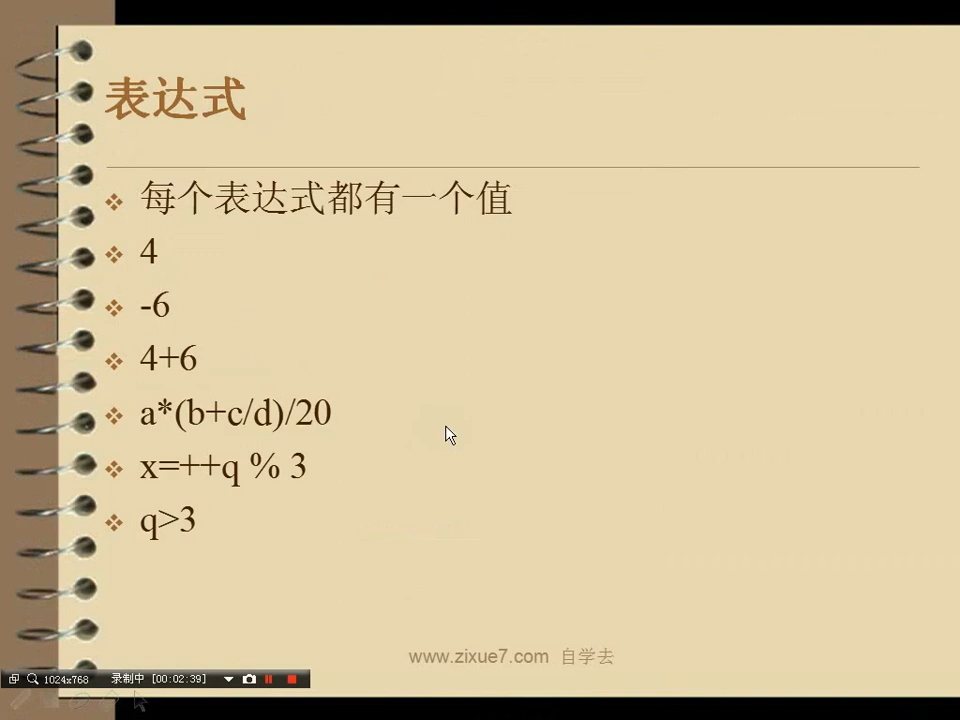 表达式
每个表达式都有一个值
4
-6
4+6
a*(b+c/d)/20
x=++q % 3
q>3
www.zixue7.com 自学去
1024x768 录制中 [00:02:39]